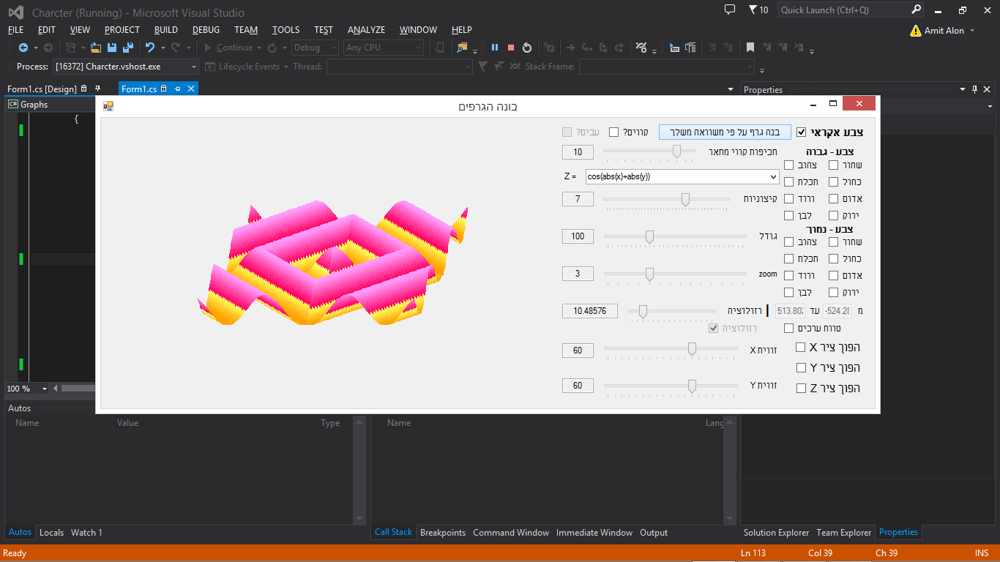 Charcter (Running) - Microsoft Visual Studio
10
Quick Launch (Ctrl+Q)
FILE EDIT VIEW PROJECT BUILD DEBUG TEAM TOOLS TEST ANALYZE WINDOW HELP
Amit Alon
Continue Debug Any CPU
Process: [16372] Charcter.vshost.exe Lifecycle Events Thread: Stack Frame:
Form1.cs [Design] Form1.cs
Properties
Graphs
{
בונה הגרפים
צבע אקראי
בנה גרף על פי משוואה משלך
קווים?
עבים?
צבע - גברה
תכיפות קווי מתאר
10
שחור צהוב
Z = cos(abs(x)+abs(y))
כחול תכלת
קיצוניות
7
אדום ורוד
ירוק לבן
צבע - נמוך
גודל
100
שחור צהוב
כחול תכלת
zoom
3
אדום ורוד
ירוק לבן
מ -524.28 עד 513.802
רזולוציה
10.48576
טווח ערכים
רזולוציה
הפוך ציר X
זווית X
60
הפוך ציר Y
זווית Y
60
הפוך ציר Z
100 %
Autos
Name Value Type
Name Lang
Autos Locals Watch 1
Call Stack Breakpoints Command Window Immediate Window Output
Solution Explorer Team Explorer Properties
Ready
Ln 113 Col 39 Ch 39 INS